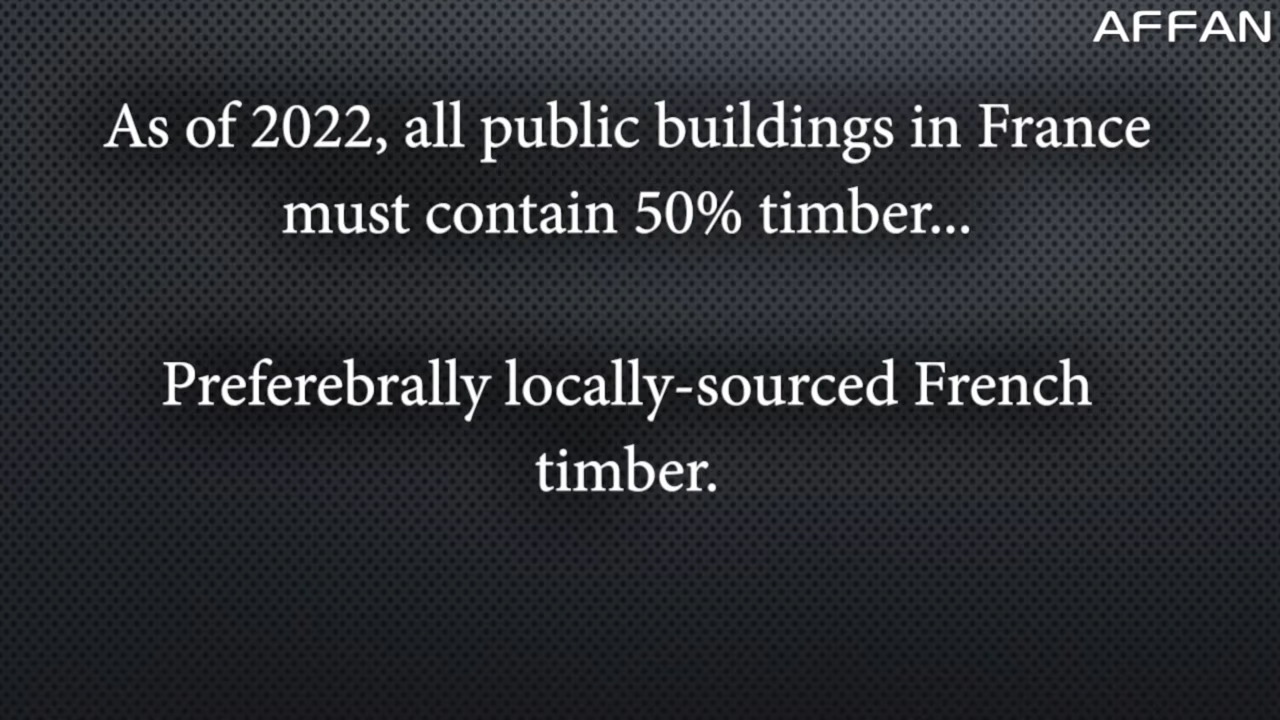 AFFAN
As of 2022, all public buildings in France
must contain 50% timber...
Preferebrally locally-sourced French
timber.